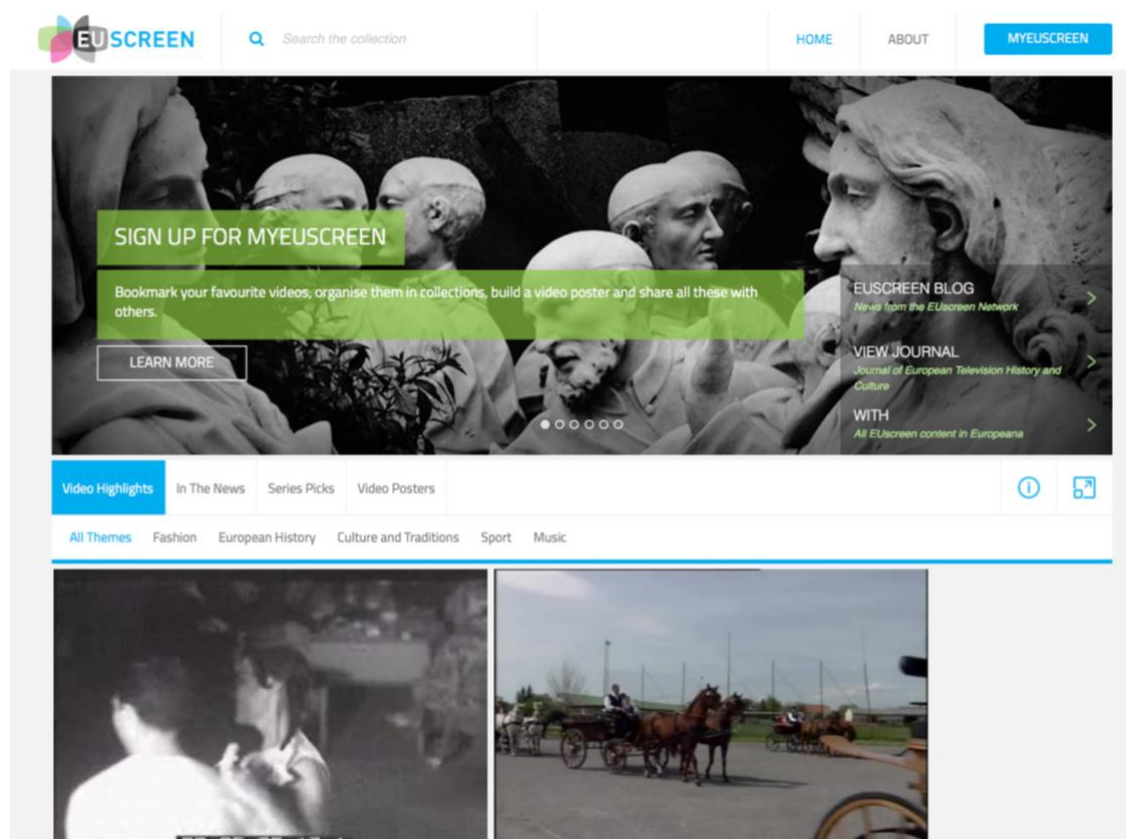 EUSCREEN
Search the collection
HOME
ABOUT
MYEUSCREEN
SIGN UP FOR MYEUSCREEN
Bookmark your favourite videos, organise them in collections, build a video poster and share all these with
others.
LEARN MORE
EUSCREEN BLOG
News from the EUscreen Network
VIEW JOURNAL
Journal of European Television History and
Culture
WITH
All EUscreen content in Europeana
Video Highlights
In The News
Series Picks
Video Posters
All Themes
Fashion
European History
Culture and Traditions
Sport
Music